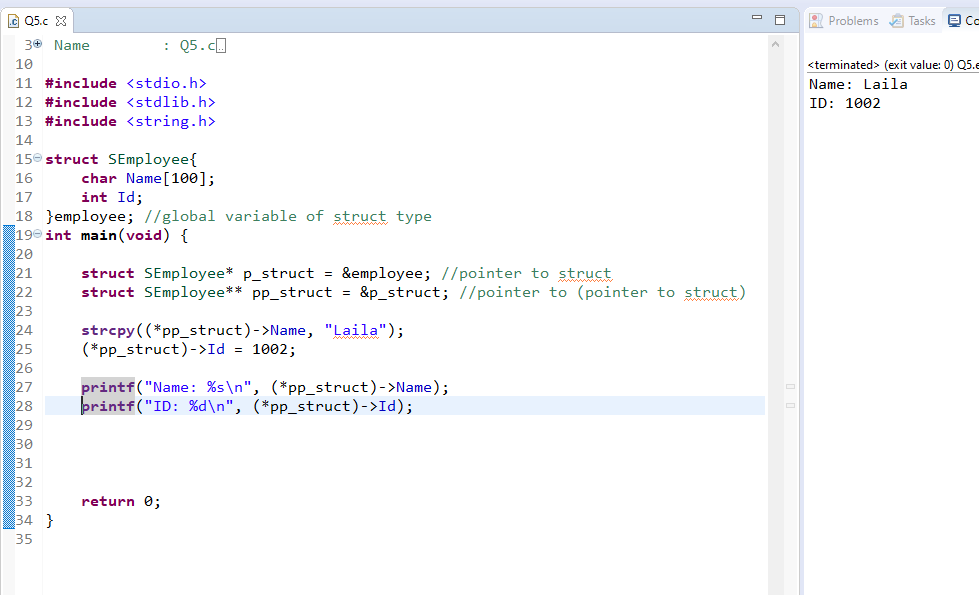 Q5.c
Problems Tasks Co
3 Name : Q5.c
10
11 #include <stdio.h>
12 #include <stdlib.h>
13 #include <string.h>
14
15 struct SEmployee{
16 char Name[100];
17 int Id;
18 }employee; //global variable of struct type
19 int main(void) {
20
21 struct SEmployee* p_struct = &employee; //pointer to struct
22 struct SEmployee** pp_struct = &p_struct; //pointer to (pointer to struct)
23
24 strcpy((*pp_struct)->Name, "Laila");
25 (*pp_struct)->Id = 1002;
26
27 printf("Name: %s\n", (*pp_struct)->Name);
28 printf("ID: %d\n", (*pp_struct)->Id);
29
30
31
32
33 return 0;
34 }
35
<terminated> (exit value: 0) Q5.e
Name: Laila
ID: 1002